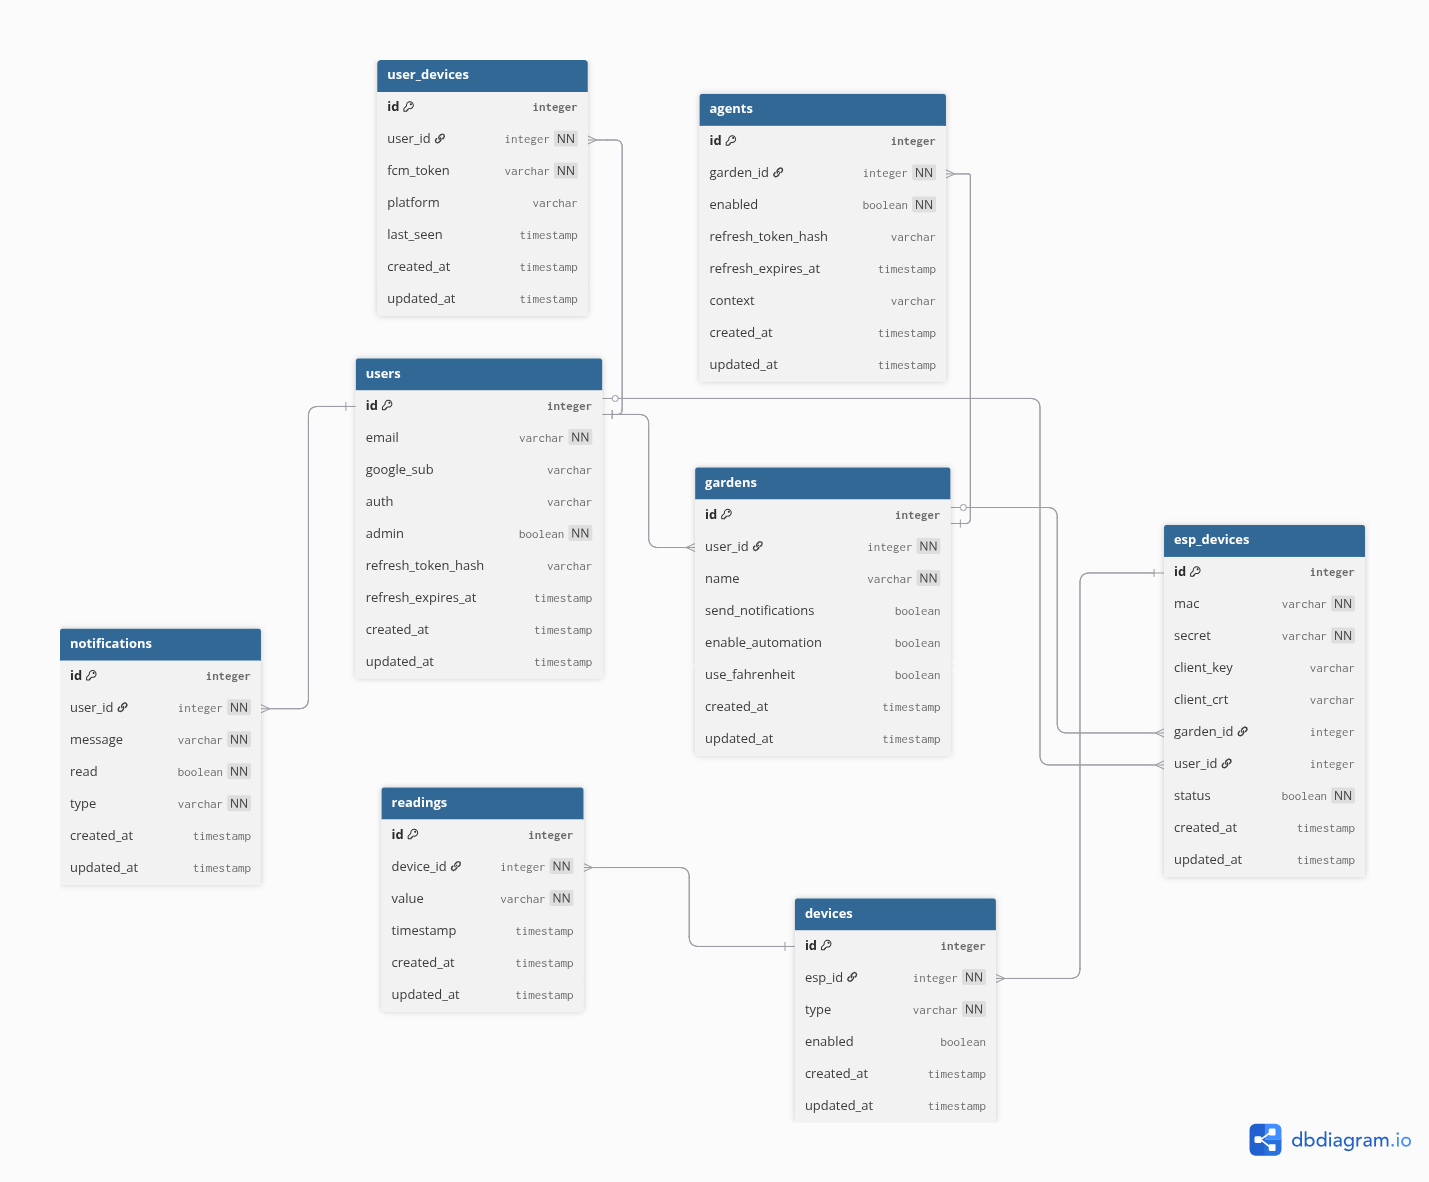 user_devices
id integer
user_id integer NN
fcm_token varchar NN
platform varchar
last_seen timestamp
created_at timestamp
updated_at timestamp
agents
id integer
garden_id integer NN
enabled boolean NN
refresh_token_hash varchar
refresh_expires_at timestamp
context varchar
created_at timestamp
updated_at timestamp
users
id integer
email varchar NN
google_sub varchar
auth varchar
admin boolean NN
refresh_token_hash varchar
refresh_expires_at timestamp
created_at timestamp
updated_at timestamp
gardens
id integer
user_id integer NN
name varchar NN
send_notifications boolean
enable_automation boolean
use_fahrenheit boolean
created_at timestamp
updated_at timestamp
esp_devices
id integer
mac varchar NN
secret varchar NN
client_key varchar
client_crt varchar
garden_id integer
user_id integer
status boolean NN
created_at timestamp
updated_at timestamp
notifications
id integer
user_id integer NN
message varchar NN
read boolean NN
type varchar NN
created_at timestamp
updated_at timestamp
readings
id integer
device_id integer NN
value varchar NN
timestamp timestamp
created_at timestamp
updated_at timestamp
devices
id integer
esp_id integer NN
type varchar NN
enabled boolean
created_at timestamp
updated_at timestamp
dbdiagram.io